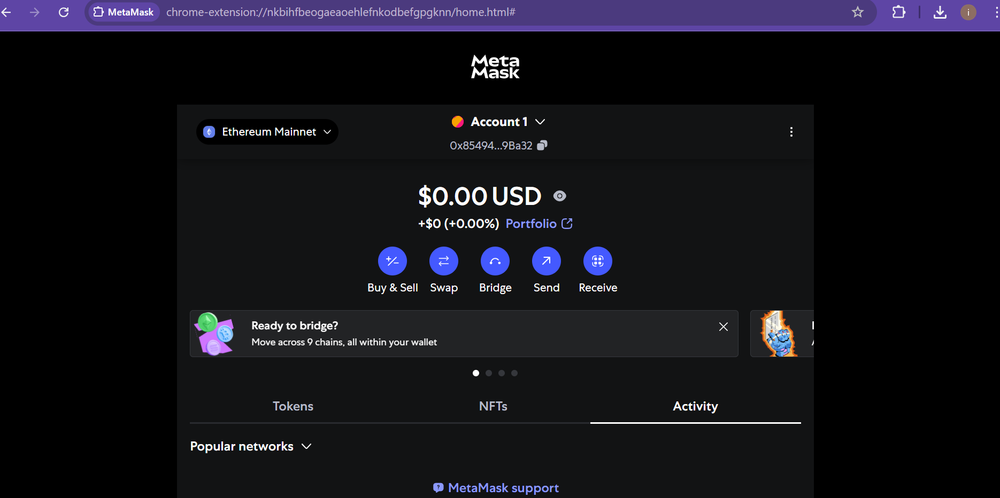 MetaMask
chrome-extension://nkbihfbeogaeaoehlefnkodbefgpgknn/home.html#
i
Meta
Mask
Ethereum Mainnet
Account 1
0x85494...9Ba32
$0.00 USD
+$0 (+0.00%) Portfolio
Buy & Sell
Swap
Bridge
Send
Receive
Ready to bridge?
Move across 9 chains, all within your wallet
Tokens
NFTs
Activity
Popular networks
MetaMask support